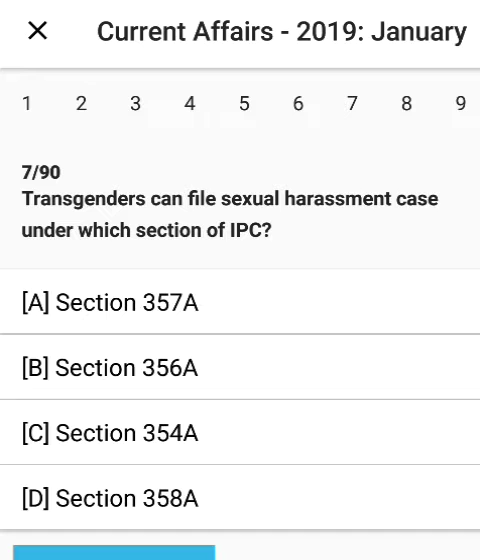 × Current Affairs - 2019: January
1 2 3 4 5 6 7 8 9
7/90
Transgenders can file sexual harassment case
under which section of IPC?
[A] Section 357A
[B] Section 356A
[C] Section 354A
[D] Section 358A